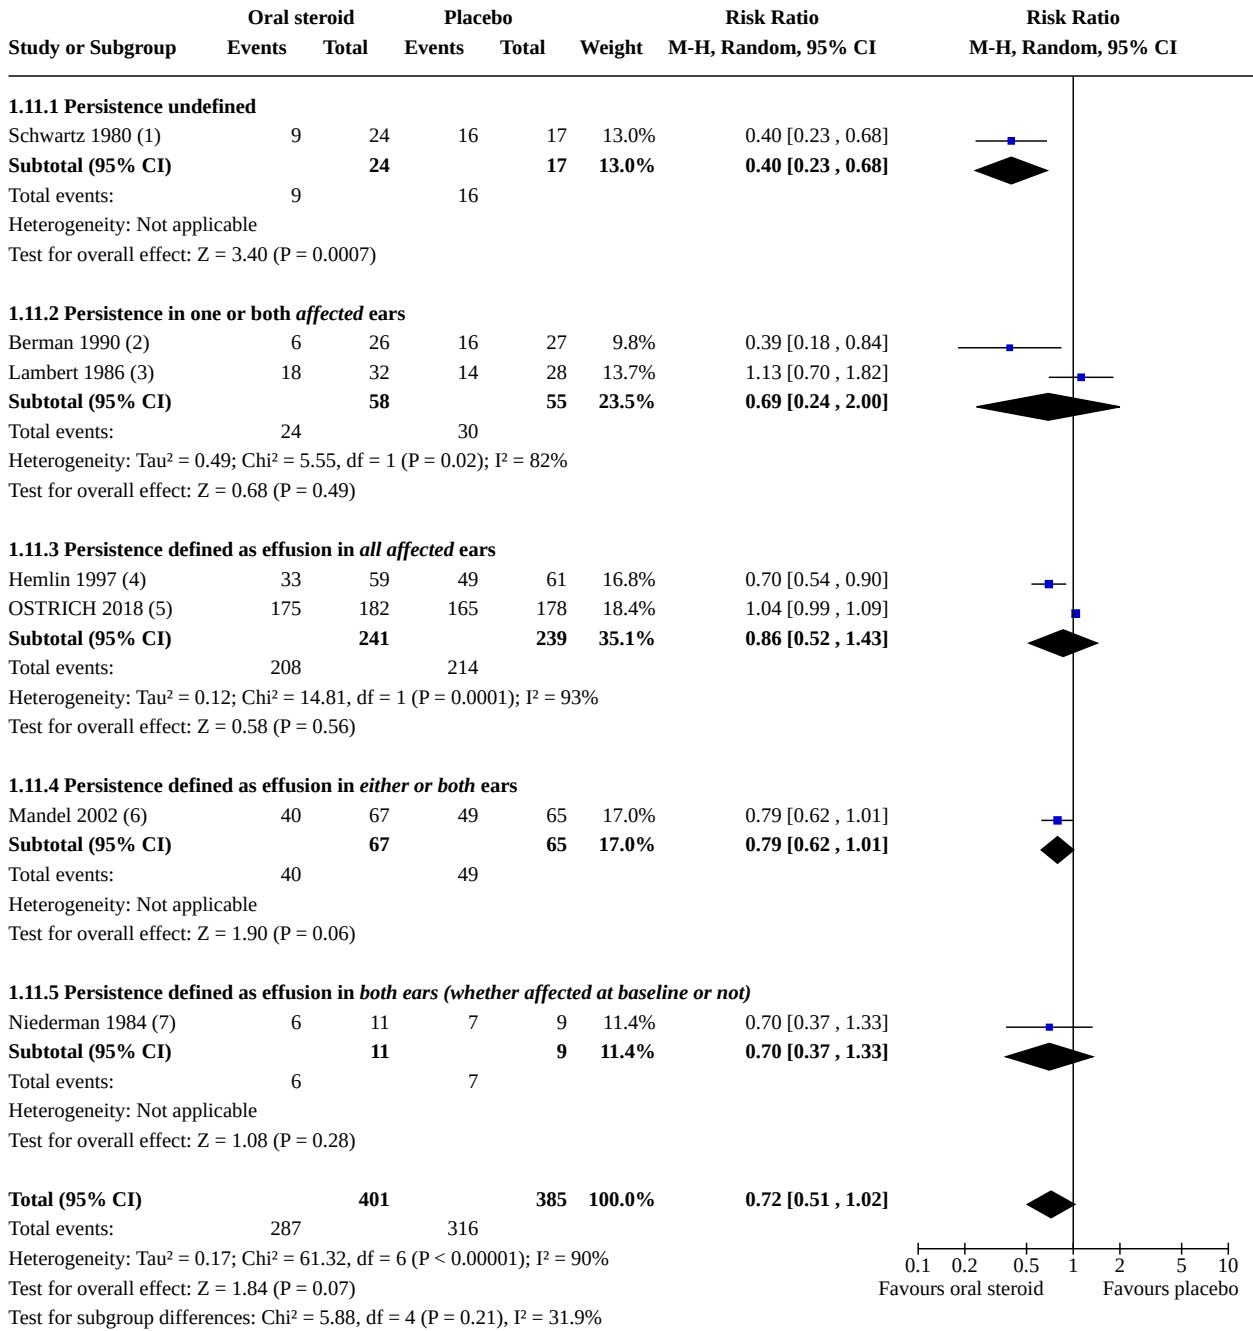 Oral steroid Placebo Risk Ratio Risk Ratio
Study or Subgroup Events Total Events Total Weight M-H, Random, 95% CI M-H, Random, 95% CI
1.11.1 Persistence undefined
Schwartz 1980 (1) 9 24 16 17 13.0% 0.40 [0.23 , 0.68]
Subtotal (95% CI) 24 17 13.0% 0.40 [0.23 , 0.68]
Total events: 9 16
Heterogeneity: Not applicable
Test for overall effect: Z = 3.40 (P = 0.0007)
1.11.2 Persistence in one or both affected ears
Berman 1990 (2) 6 26 16 27 9.8% 0.39 [0.18 , 0.84]
Lambert 1986 (3) 18 32 14 28 13.7% 1.13 [0.70 , 1.82]
Subtotal (95% CI) 58 55 23.5% 0.69 [0.24 , 2.00]
Total events: 24 30
Heterogeneity: Tau² = 0.49; Chi² = 5.55, df = 1 (P = 0.02); I² = 82%
Test for overall effect: Z = 0.68 (P = 0.49)
1.11.3 Persistence defined as effusion in all affected ears
Hemlin 1997 (4) 33 59 49 61 16.8% 0.70 [0.54 , 0.90]
OSTRICH 2018 (5) 175 182 165 178 18.4% 1.04 [0.99 , 1.09]
Subtotal (95% CI) 241 239 35.1% 0.86 [0.52 , 1.43]
Total events: 208 214
Heterogeneity: Tau² = 0.12; Chi² = 14.81, df = 1 (P = 0.0001); I² = 93%
Test for overall effect: Z = 0.58 (P = 0.56)
1.11.4 Persistence defined as effusion in either or both ears
Mandel 2002 (6) 40 67 49 65 17.0% 0.79 [0.62 , 1.01]
Subtotal (95% CI) 67 65 17.0% 0.79 [0.62 , 1.01]
Total events: 40 49
Heterogeneity: Not applicable
Test for overall effect: Z = 1.90 (P = 0.06)
1.11.5 Persistence defined as effusion in both ears (whether affected at baseline or not)
Niederman 1984 (7) 6 11 7 9 11.4% 0.70 [0.37 , 1.33]
Subtotal (95% CI) 11 9 11.4% 0.70 [0.37 , 1.33]
Total events: 6 7
Heterogeneity: Not applicable
Test for overall effect: Z = 1.08 (P = 0.28)
Total (95% CI) 401 385 100.0% 0.72 [0.51 , 1.02]
Total events: 287 316
Heterogeneity: Tau² = 0.17; Chi² = 61.32, df = 6 (P < 0.00001); I² = 90%
0.1 0.2 0.5 1 2 5 10
Test for overall effect: Z = 1.84 (P = 0.07) Favours oral steroid Favours placebo
Test for subgroup differences: Chi² = 5.88, df = 4 (P = 0.21), I² = 31.9%